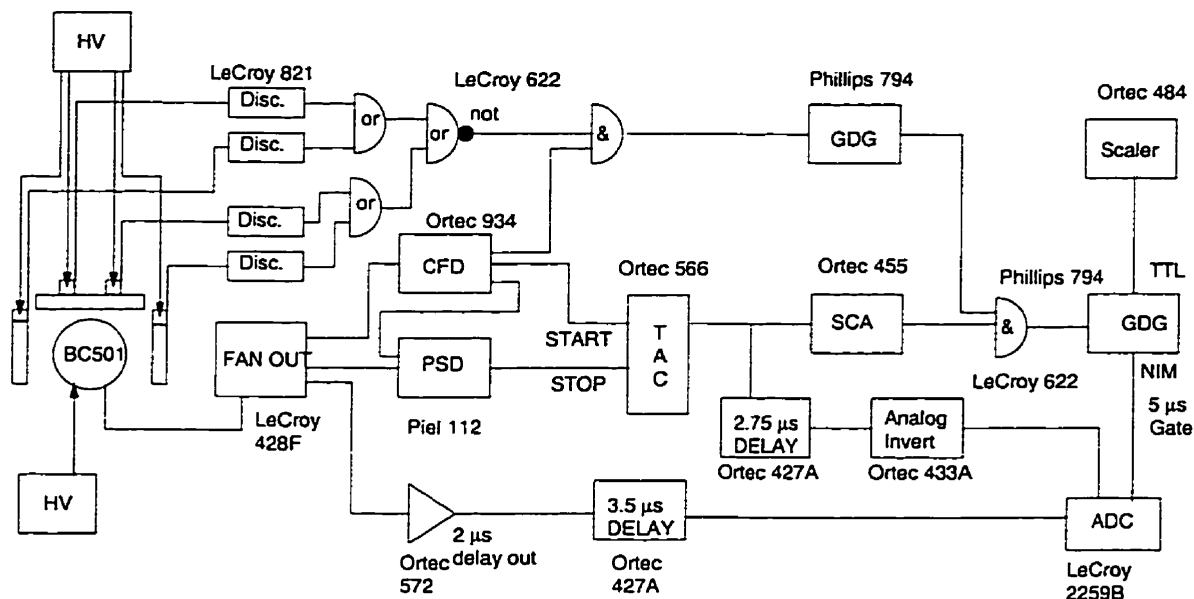 HV
LeCroy 821
LeCroy 622
Phillips 794
Ortec 484
Disc.
or
or
not
&
GDG
Scaler
Disc.
Disc.
or
Ortec 934
CFD
Disc.
Ortec 566
Ortec 455
Phillips 794
TTL
BC501
FAN OUT
PSD
START
STOP
T
A
C
SCA
&
GDG
LeCroy
428F
Piel 112
LeCroy 622
NIM
5 μs
Gate
2.75 μs
DELAY
Ortec 427A
Analog
Invert
Ortec 433A
HV
Ortec
572
2 μs
delay out
3.5 μs
DELAY
Ortec
427A
ADC
LeCroy
2259B